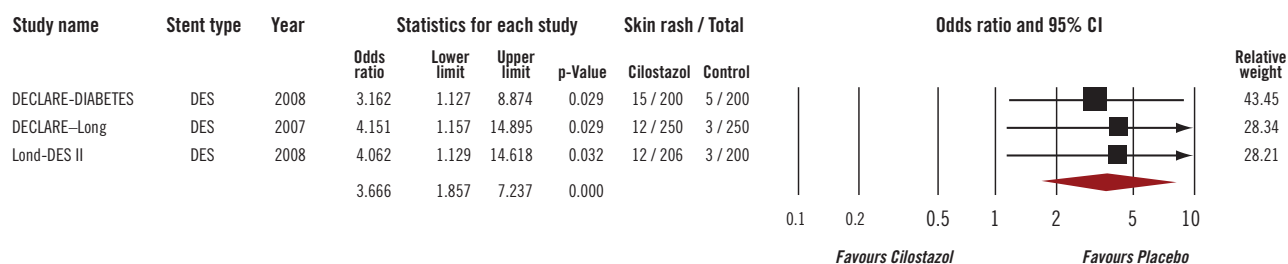 Study name Stent type Year Statistics for each study Skin rash / Total Odds ratio and 95% CI
Odds ratio Lower limit Upper limit p-Value Cilostazol Control Relative weight
DECLARE-DIABETES DES 2008 3.162 1.127 8.874 0.029 15 / 200 5 / 200 43.45
DECLARE–Long DES 2007 4.151 1.157 14.895 0.029 12 / 250 3 / 250 28.34
Lond-DES II DES 2008 4.062 1.129 14.618 0.032 12 / 206 3 / 200 28.21
3.666 1.857 7.237 0.000
0.1 0.2 0.5 1 2 5 10
Favours Cilostazol Favours Placebo